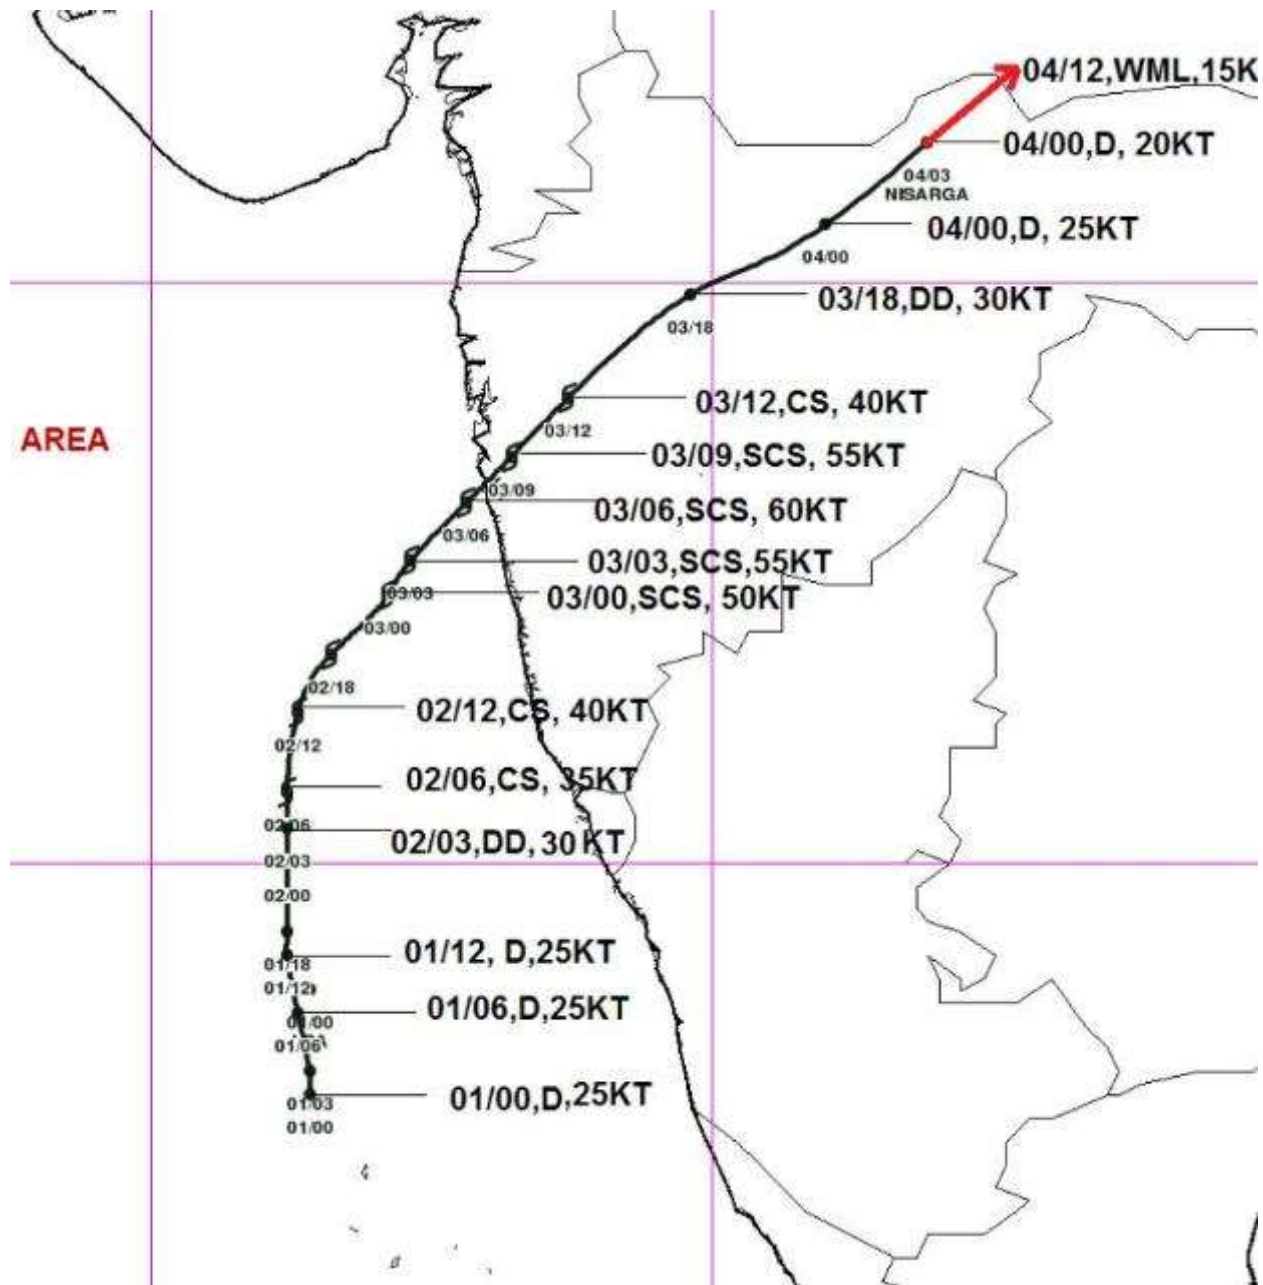 04/12,WML,15K
04/00,D, 20KT
04/03
NISARGA
04/00,D, 25KT
04/00
03/18,DD, 30KT
03/18
03/12,CS, 40KT
03/12
AREA
03/09,SCS, 55KT
03/09
03/06,SCS, 60KT
03/06
03/03,SCS,55KT
03/03
03/00,SCS, 50KT
03/00
02/18
02/12,CS, 40KT
02/12
02/06,CS, 35KT
02/06
02/03,DD, 30 KT
02/03
02/00
01/12, D,25KT
01/18
01/12
01/06,D,25KT
01/00
01/06
01/00,D,25KT
01/03
01/00